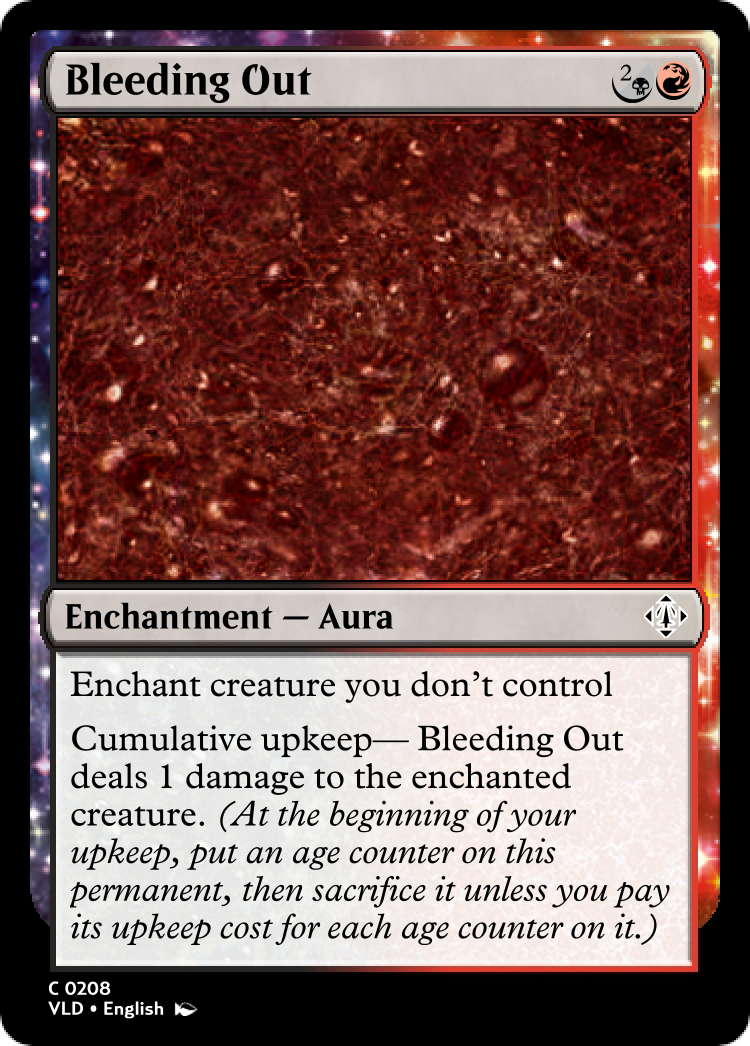 Bleeding Out
2
Enchantment — Aura
Enchant creature you don't control
Cumulative upkeep— Bleeding Out
deals 1 damage to the enchanted
creature. (At the beginning of your
upkeep, put an age counter on this
permanent, then sacrifice it unless you pay
its upkeep cost for each age counter on it.)
C 0208
VLD • English